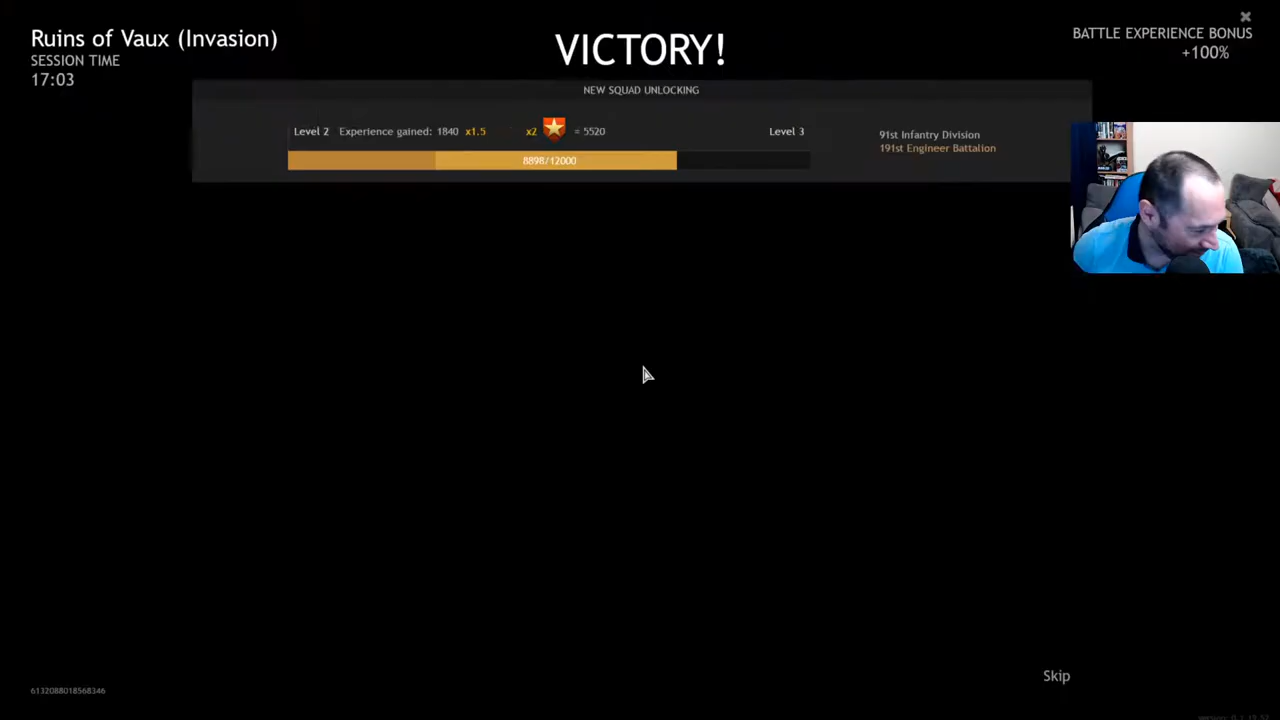 Ruins of Vaux (Invasion)
SESSION TIME
17:03
VICTORY!
BATTLE EXPERIENCE BONUS
+100%
NEW SQUAD UNLOCKING
Level 2 Experience gained: 1840 x1.5 x2 = 5520 Level 3
8898/12000
91st Infantry Division
191st Engineer Battalion
Skip
6132088018568346